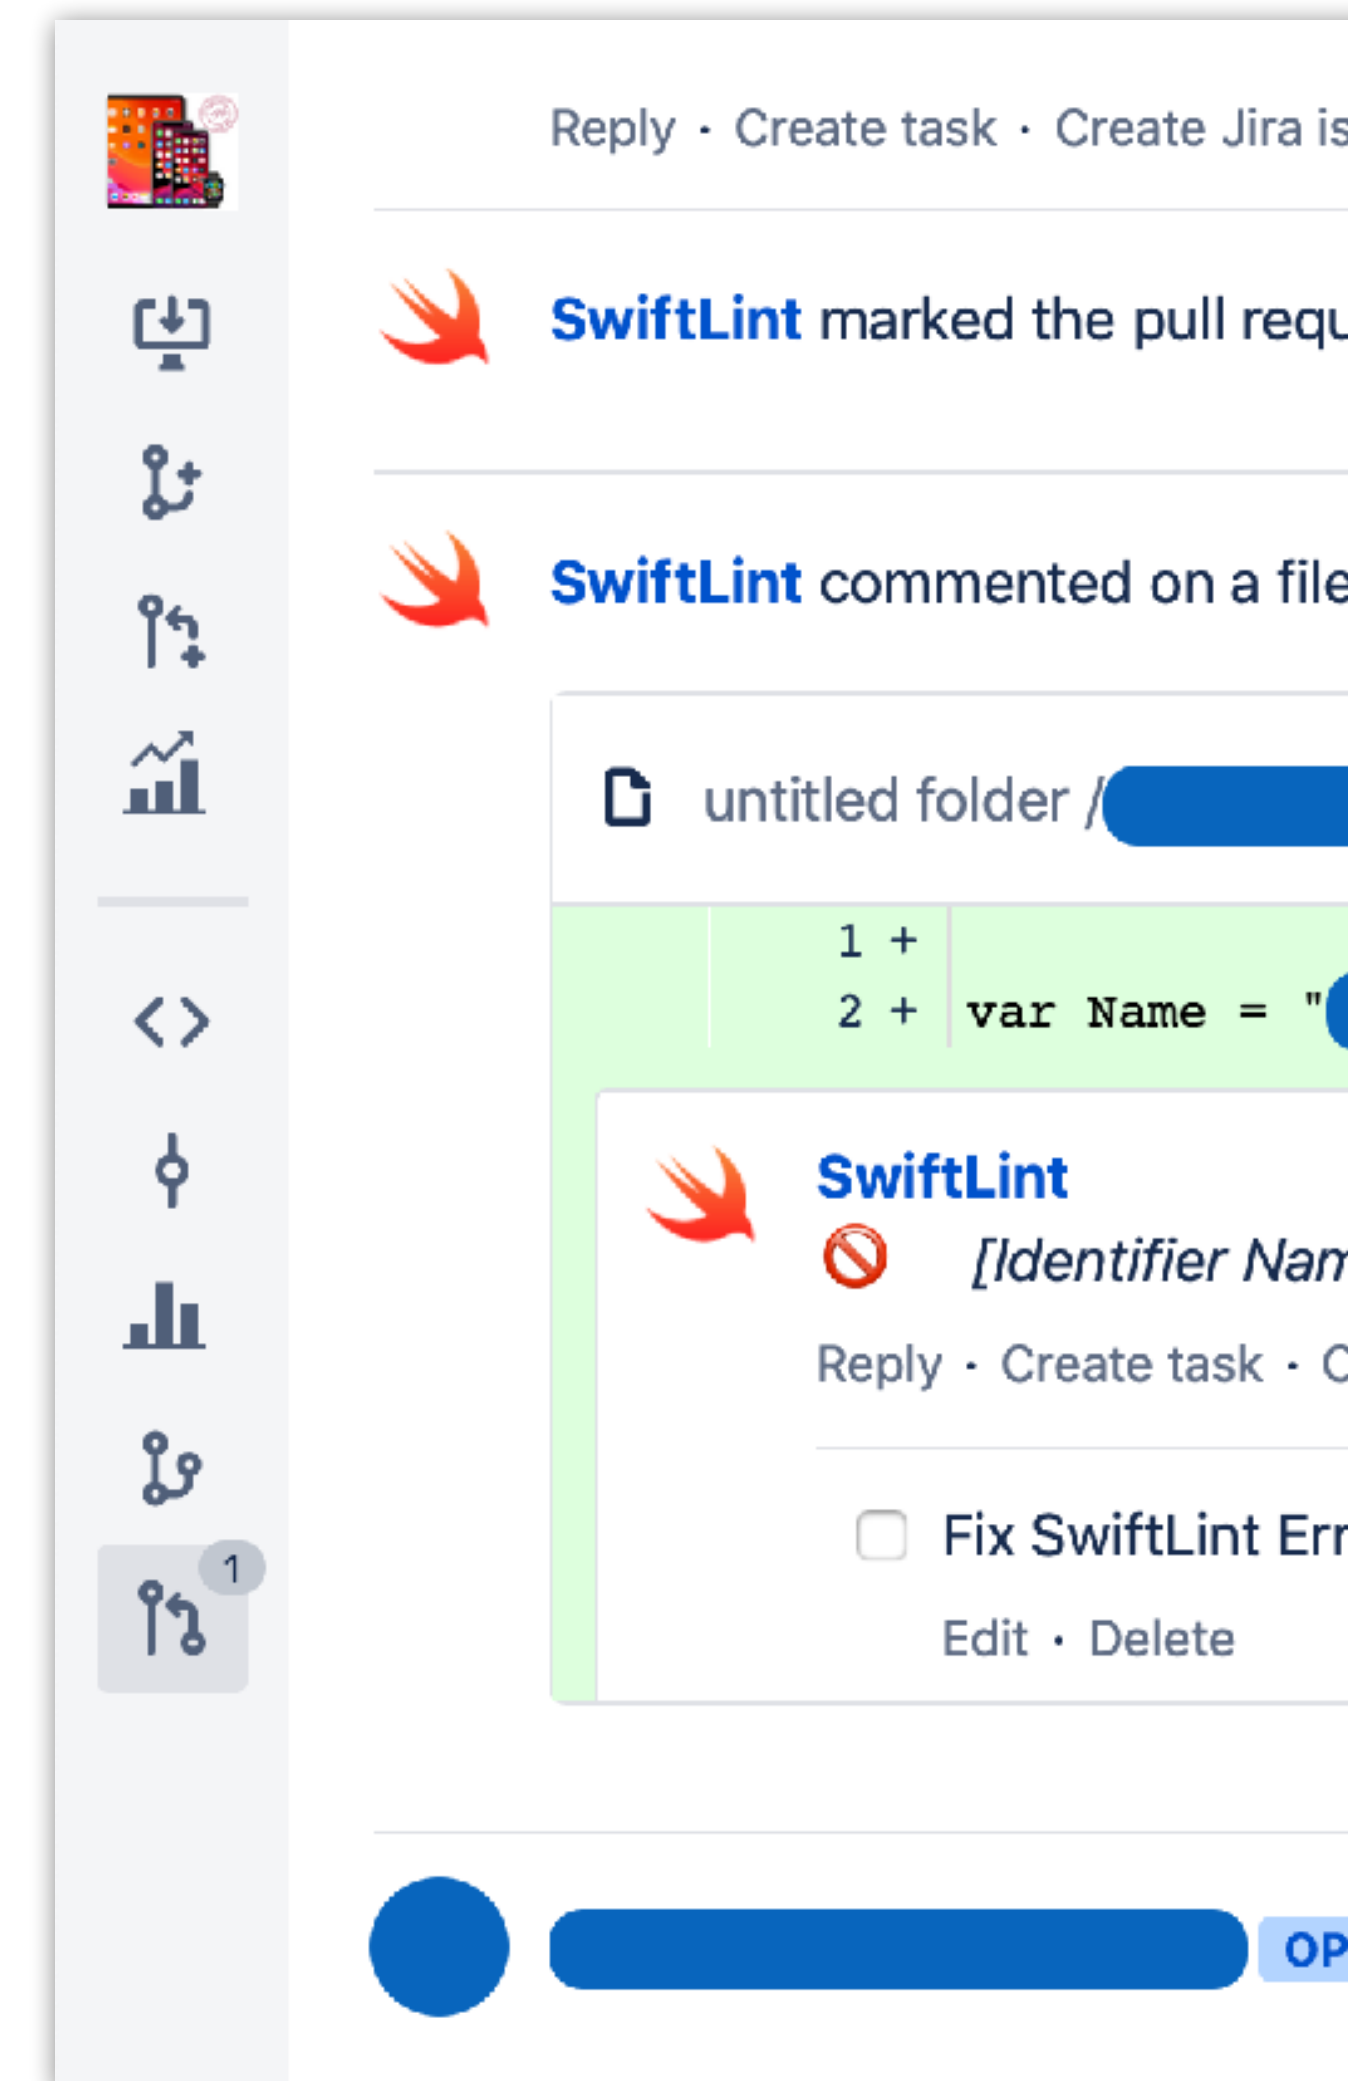 Reply · Create task · Create Jira is
SwiftLint marked the pull requ
SwiftLint commented on a file
untitled folder /
1 +
2 + var Name = "
SwiftLint
[Identifier Nam
Reply · Create task · C
Fix SwiftLint Err
Edit · Delete
1
OP